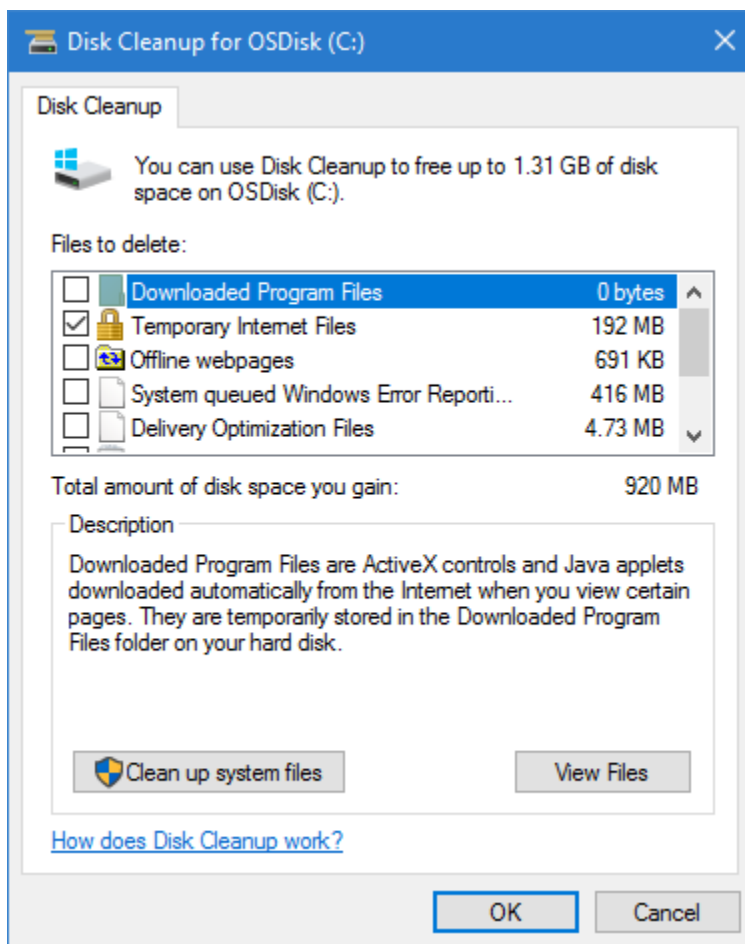 Disk Cleanup for OSDisk (C:)
Disk Cleanup
You can use Disk Cleanup to free up to 1.31 GB of disk
space on OSDisk (C:).
Files to delete:
Downloaded Program Files 0 bytes
Temporary Internet Files 192 MB
Offline webpages 691 KB
System queued Windows Error Reporti... 416 MB
Delivery Optimization Files 4.73 MB
Total amount of disk space you gain: 920 MB
Description
Downloaded Program Files are ActiveX controls and Java applets
downloaded automatically from the Internet when you view certain
pages. They are temporarily stored in the Downloaded Program
Files folder on your hard disk.
Clean up system files View Files
How does Disk Cleanup work?
OK Cancel